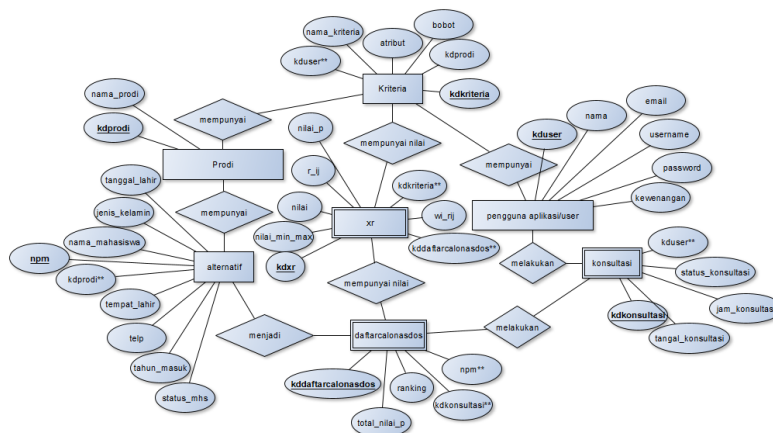 bobot
nama_kriteria
atribut
kduser**
kdprodi
Kriteria
kdkriteria
nama_prodi
mempunyai
kdprodi
Prodi
nilai_p
mempunyai nilai
email
nama
kduser
username
mempunyai
password
kewenangan
tanggal_lahir
r_ij
kdkriteria**
jenis_kelamin
mempunyai
nilai
xr
wi_rij
pengguna aplikasi/user
nama_mahasiswa
nilai_min_max
kddaftarcalonasdos**
kduser**
npm
alternatif
kdxr
melakukan
konsultasi
status_konsultasi
kdprodi**
tempat_lahir
mempunyai nilai
kdkonsultasi
jam_konsultasi
telp
menjadi
daftarcalonasdos
melakukan
tangal_konsultasi
tahun_masuk
npm**
status_mhs
kddaftarcalonasdos
ranking
kdkonsultasi**
total_nilai_p